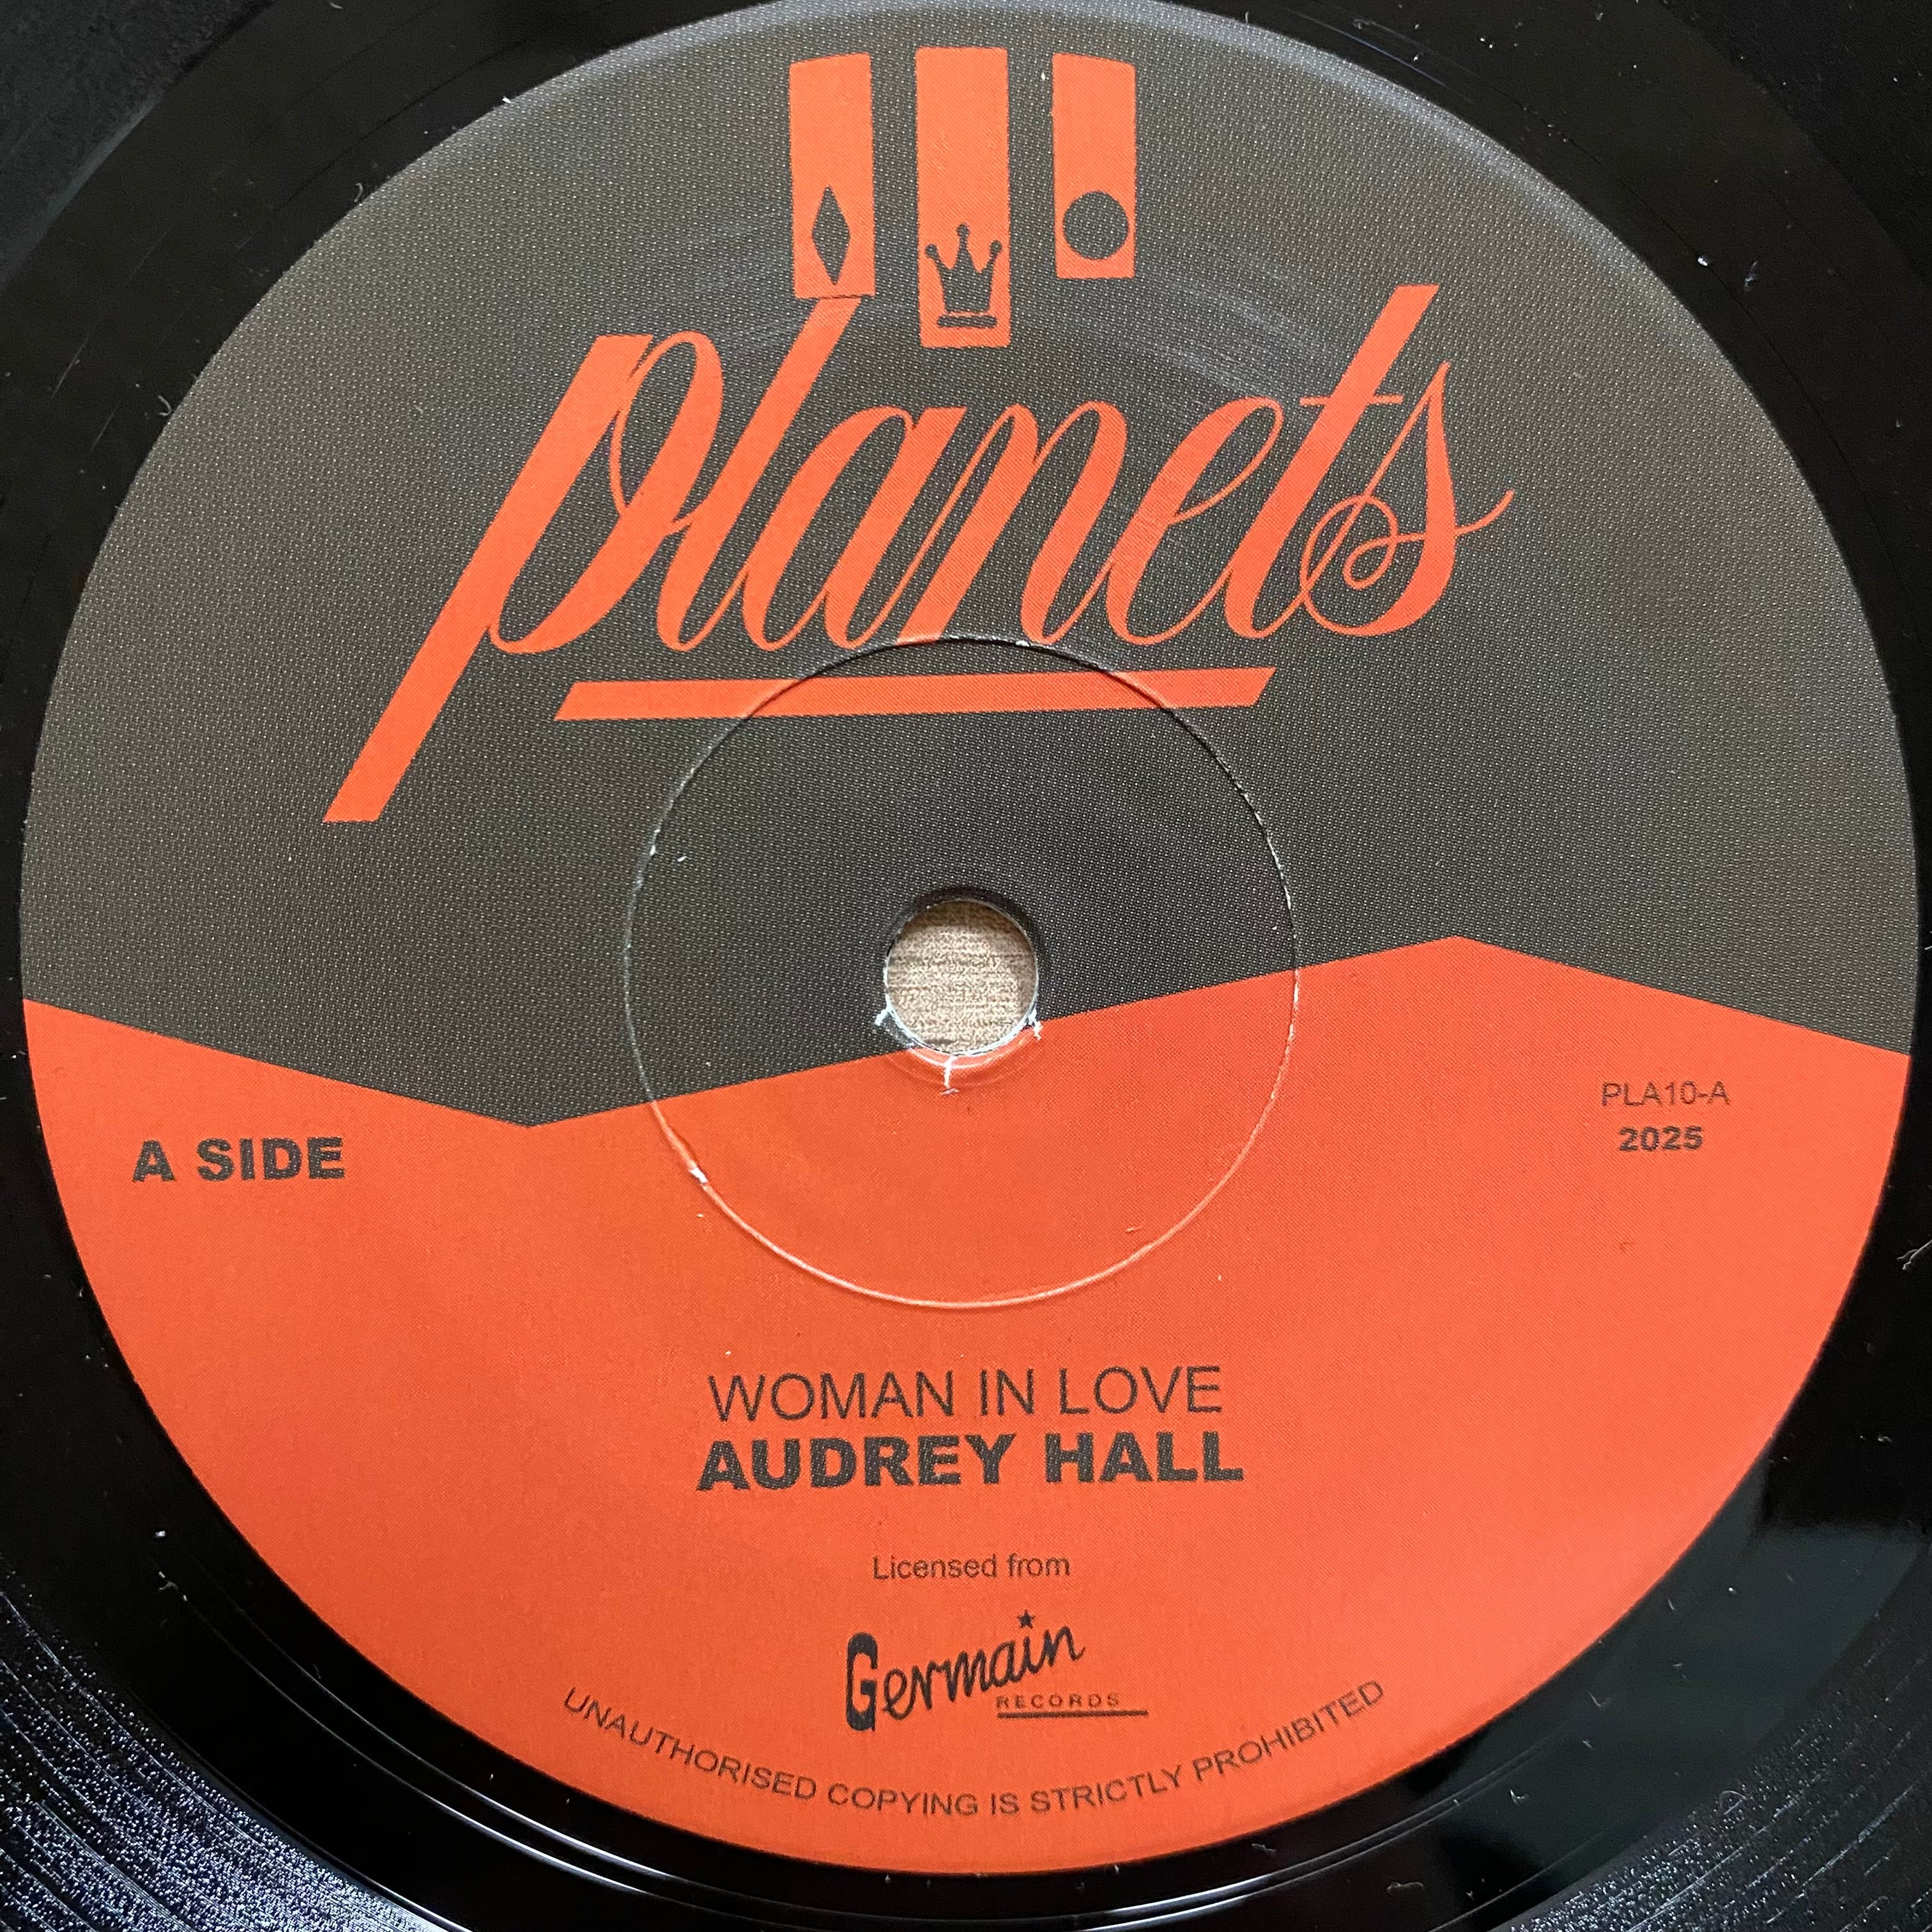 planets
A SIDE
PLA10-A
2025
WOMAN IN LOVE
AUDREY HALL
Licensed from
Germain
RECORDS
UNAUTHORISED COPYING IS STRICTLY PROHIBITED